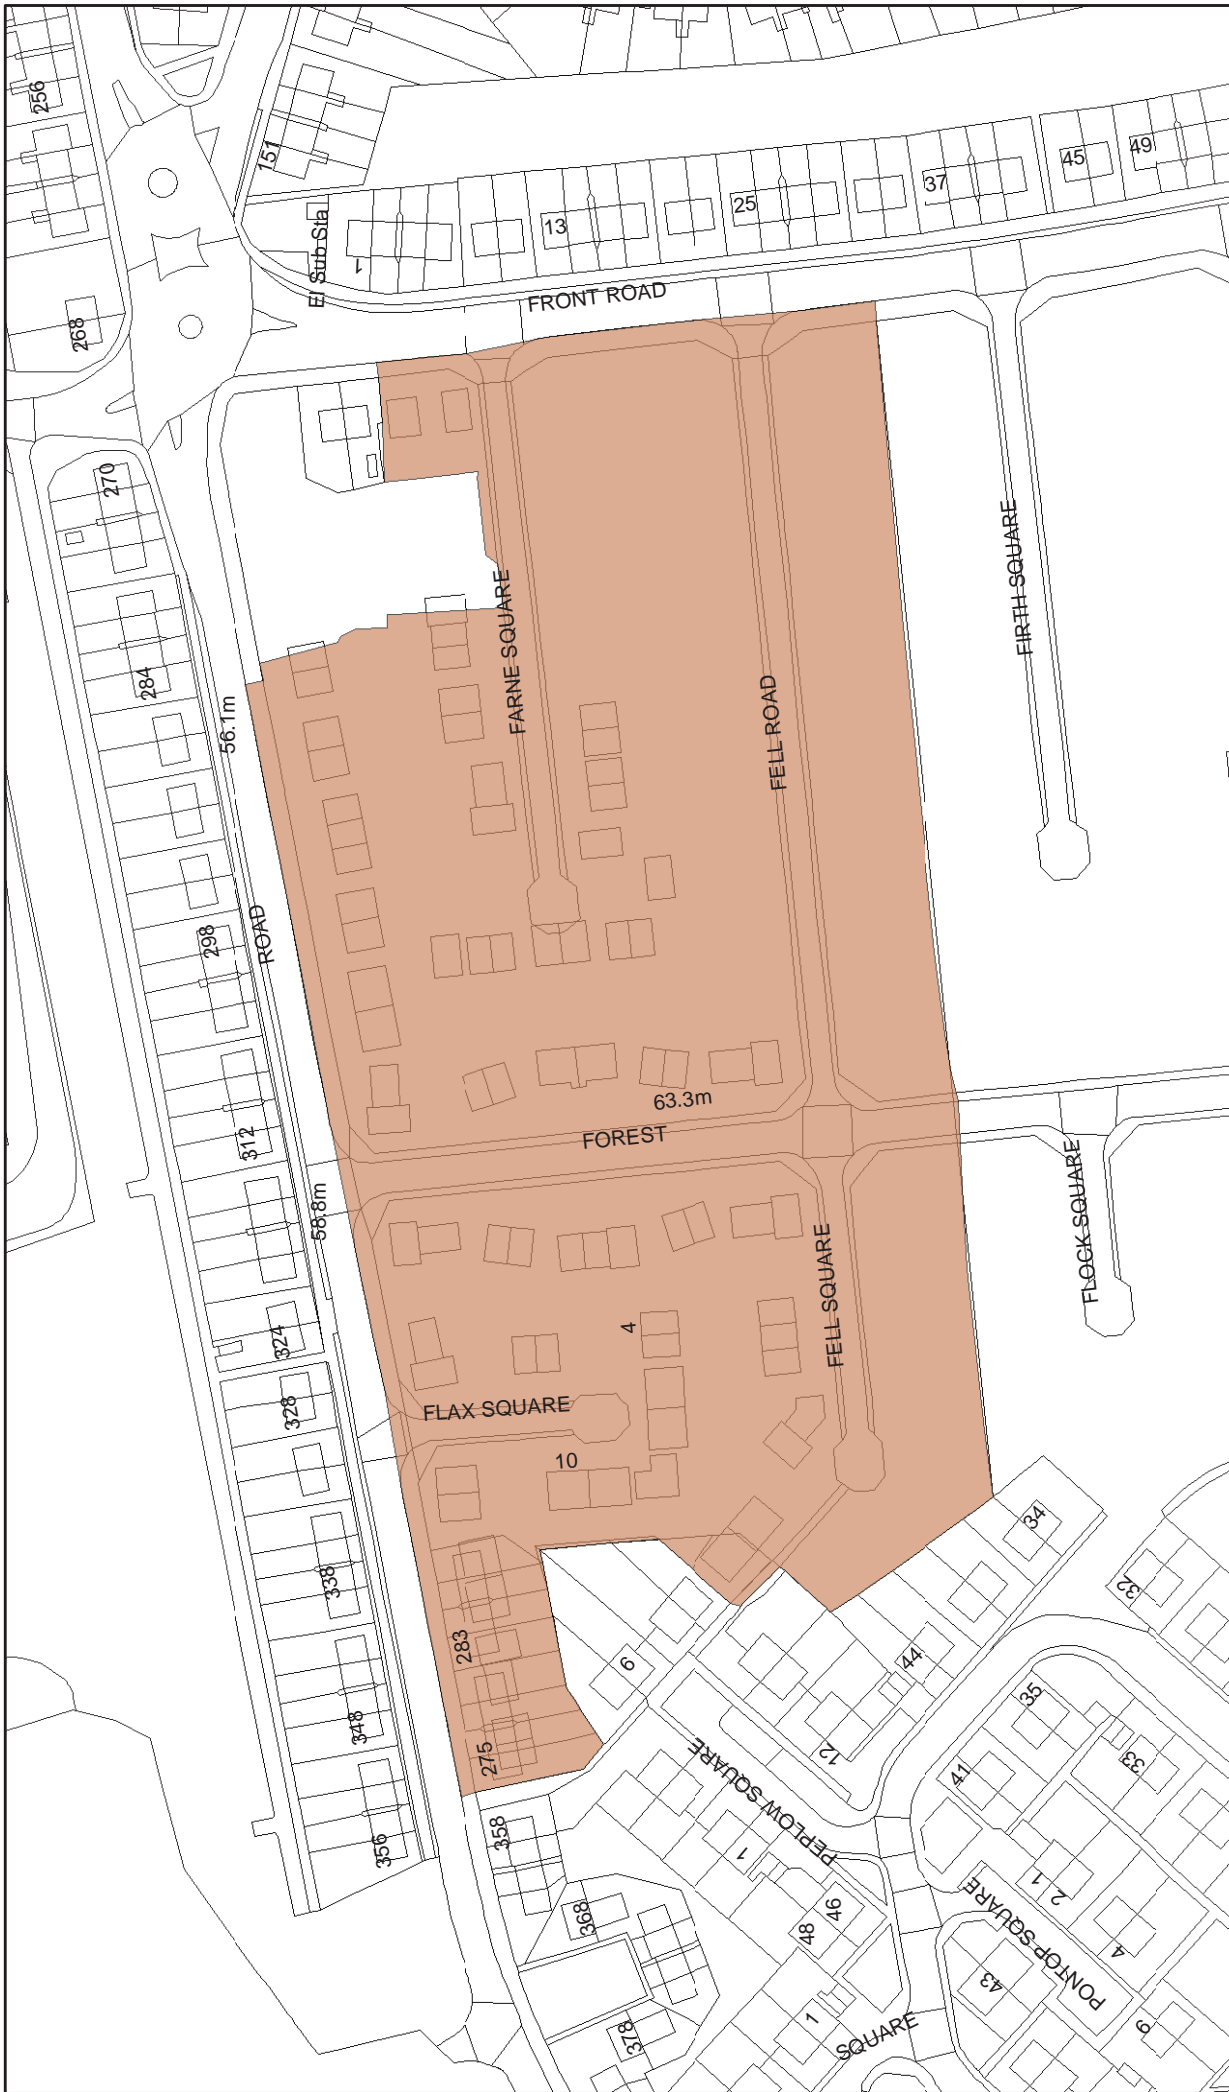 256
151
45
49
37
25
13
El Sub Sta
1
268
FRONT ROAD
270
FIRTH SQUARE
FARNE SQUARE
284
56.1m
FELL ROAD
298
ROAD
63.3m
FOREST
312
58.8m
FLOCK SQUARE
FELL SQUARE
324
4
328
FLAX SQUARE
10
34
338
32
283
6
44
348
35
275
12
33
PEPLOW SQUARE
41
356
358
1
1
2
46
PONTOP SQUARE
368
48
4
43
1
6
378
SQUARE